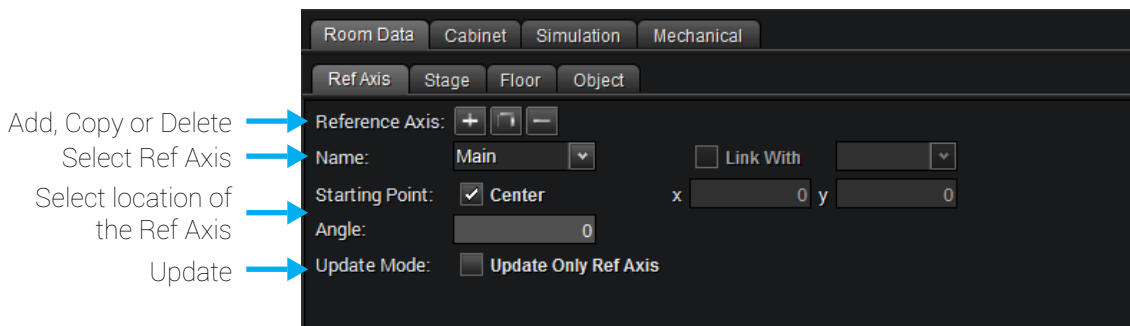 Room Data Cabinet Simulation Mechanical
Ref Axis Stage Floor Object
Add, Copy or Delete Reference Axis:
Select Ref Axis Name: Main Link With
Select location of Starting Point: Center x 0 y 0
the Ref Axis Angle: 0
Update Update Mode: Update Only Ref Axis